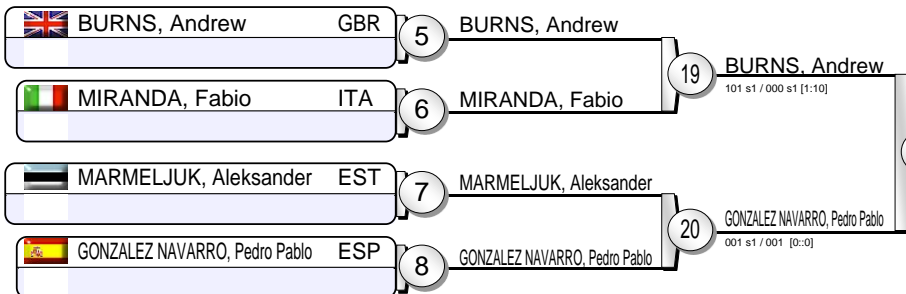 BURNS, Andrew GBR
5
BURNS, Andrew
MIRANDA, Fabio ITA
6
MIRANDA, Fabio
19
BURNS, Andrew
101 s1 / 000 s1 [1:10]
MARMELJUK, Aleksander EST
7
MARMELJUK, Aleksander
GONZALEZ NAVARRO, Pedro Pablo ESP
8
GONZALEZ NAVARRO, Pedro Pablo
20
GONZALEZ NAVARRO, Pedro Pablo
001 s1 / 001 [0::0]